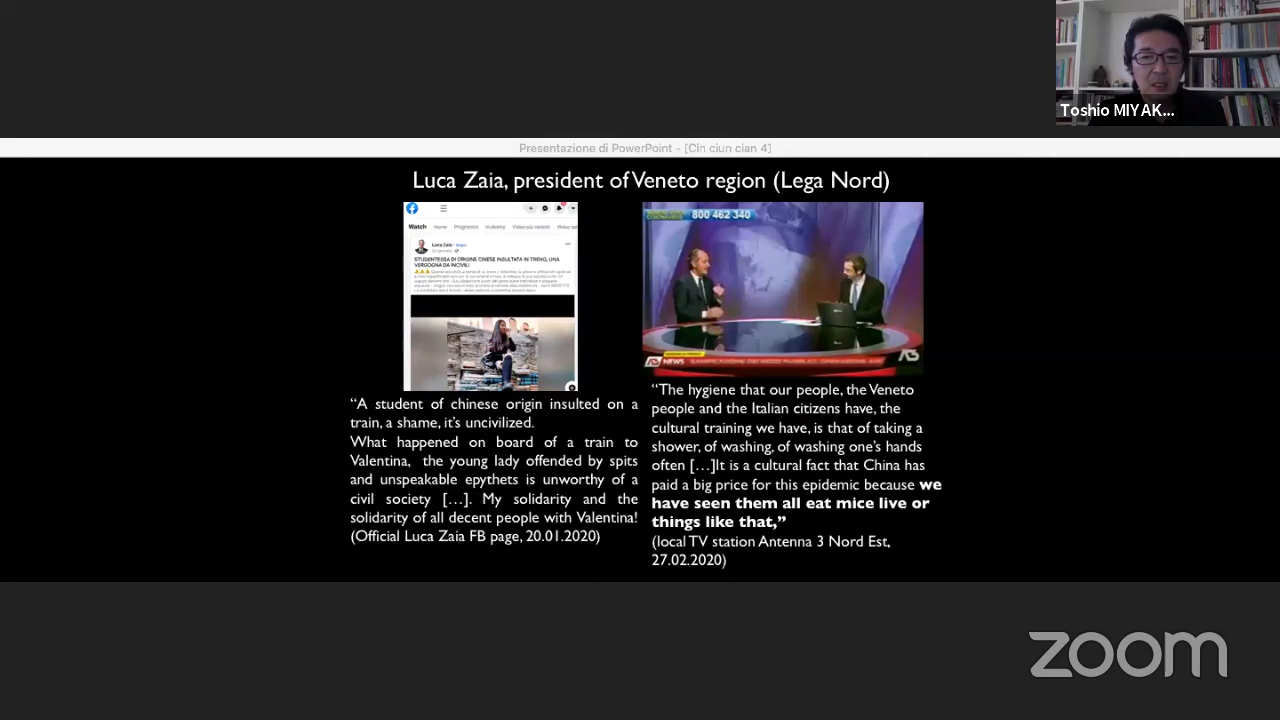 Toshio MIYAK...
Presentazione di PowerPoint - [Cin ciun cian 4]
Luca Zaia, president of Veneto region (Lega Nord)
Watch Home Programmi
Luca Zaia
STUDENTESSA DI ORIGINE CINESE INSULTATA IN TRENO, UNA
VERGOGNA DA INCIVILI
800 462 340
NEWS
“A student of chinese origin insulted on a
train, a shame, it’s uncivilized.
What happened on board of a train to
Valentina, the young lady offended by spits
and unspeakable epythets is unworthy of a
civil society [...]. My solidarity and the
solidarity of all decent people with Valentina!
(Official Luca Zaia FB page, 20.01.2020)
“The hygiene that our people, the Veneto
people and the Italian citizens have, the
cultural training we have, is that of taking a
shower, of washing, of washing one’s hands
often [...]It is a cultural fact that China has
paid a big price for this epidemic because we
have seen them all eat mice live or
things like that,”
(local TV station Antenna 3 Nord Est,
27.02.2020)
zoom